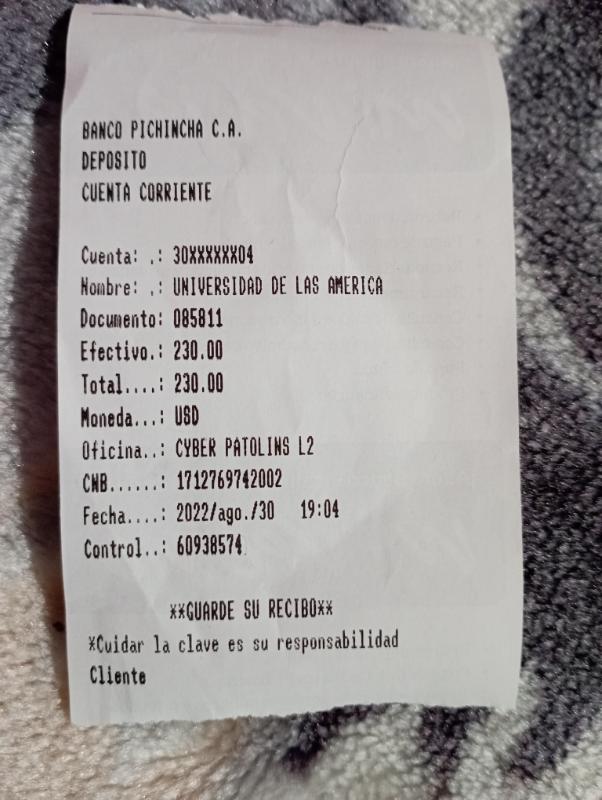 BANCO PICHINCHA C.A.
DEPOSITO
CUENTA CORRIENTE
Cuenta: .: 30XXXXXX04
Nombre: .: UNIVERSIDAD DE LAS AMERICA
Documento: 085811
Efectivo.: 230.00
Total....: 230.00
Moneda...: USD
Oficina..: CYBER PATOLINS L2
CNB......: 1712769742002
Fecha....: 2022/ago./30 19:04
Control..: 60938574
**GUARDE SU RECIBO**
*Cuidar la clave es su responsabilidad
Cliente